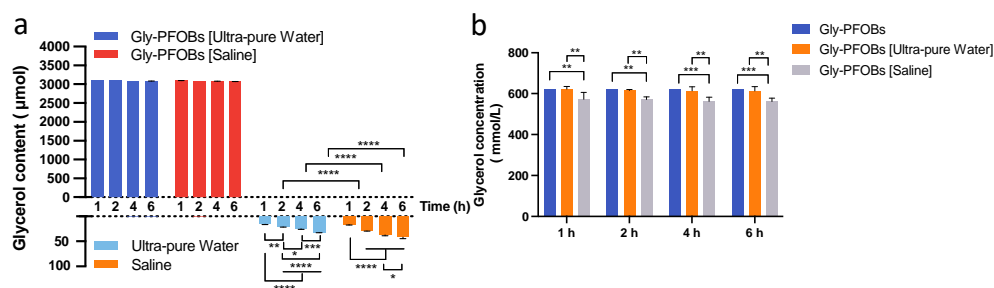 a
Gly-PFOBs [Ultra-pure Water]
Gly-PFOBs [Saline]
Glycerol content ( μmol)
4000
3500
3000
2500
2000
1500
1000
500
0
****
****
****
1 2 4 6 1 2 4 6 1 2 4 6 1 2 4 6 Time (h)
50
100
Ultra-pure Water
Saline
** *** 
*
****
****
****
*
b
Gly-PFOBs
Gly-PFOBs [Ultra-pure Water]
Gly-PFOBs [Saline]
Glycerol concentration
( mmol/L)
800
600
400
200
0
** ** ** **
** ** *** ***
1 h 2 h 4 h 6 h